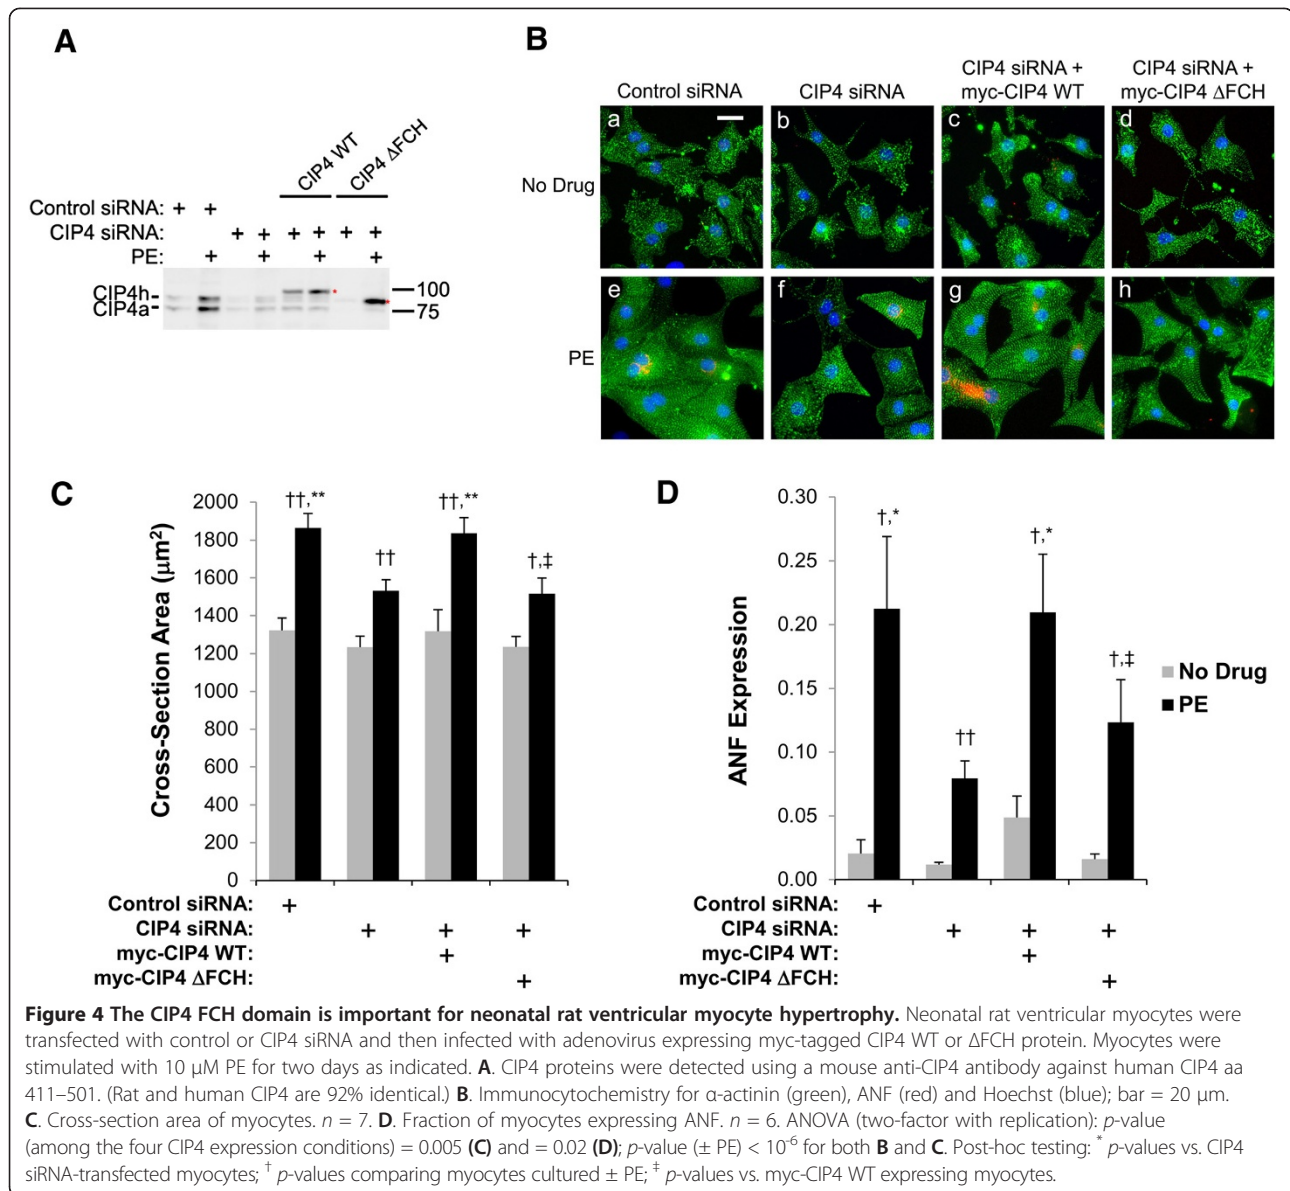 A
CIP4 WT
CIP4 ΔFCH
Control siRNA: + +
CIP4 siRNA: + + + + + +
PE: + + + +
CIP4h
CIP4a
100
75
B
Control siRNA
CIP4 siRNA
CIP4 siRNA +
myc-CIP4 WT
CIP4 siRNA +
myc-CIP4 ΔFCH
No Drug
a
b
c
d
PE
e
f
g
h
C
Cross-Section Area (µm²)
2000
1800
1600
1400
1200
1000
800
600
400
200
0
††,**
††
††,**
†,‡
Control siRNA: +
CIP4 siRNA: + + +
myc-CIP4 WT: +
myc-CIP4 ΔFCH: +
D
ANF Expression
0.30
0.25
0.20
0.15
0.10
0.05
0.00
†,*
††
†,*
†,‡
No Drug
PE
Control siRNA: +
CIP4 siRNA: + + +
myc-CIP4 WT: +
myc-CIP4 ΔFCH: +
Figure 4 The CIP4 FCH domain is important for neonatal rat ventricular myocyte hypertrophy. Neonatal rat ventricular myocytes were
transfected with control or CIP4 siRNA and then infected with adenovirus expressing myc-tagged CIP4 WT or ΔFCH protein. Myocytes were
stimulated with 10 μM PE for two days as indicated. A. CIP4 proteins were detected using a mouse anti-CIP4 antibody against human CIP4 aa
411–501. (Rat and human CIP4 are 92% identical.) B. Immunocytochemistry for α-actinin (green), ANF (red) and Hoechst (blue); bar = 20 μm.
C. Cross-section area of myocytes. n = 7. D. Fraction of myocytes expressing ANF. n = 6. ANOVA (two-factor with replication): p-value
(among the four CIP4 expression conditions) = 0.005 (C) and = 0.02 (D); p-value (± PE) < 10⁻⁶ for both B and C. Post-hoc testing: * p-values vs. CIP4
siRNA-transfected myocytes; † p-values comparing myocytes cultured ± PE; ‡ p-values vs. myc-CIP4 WT expressing myocytes.